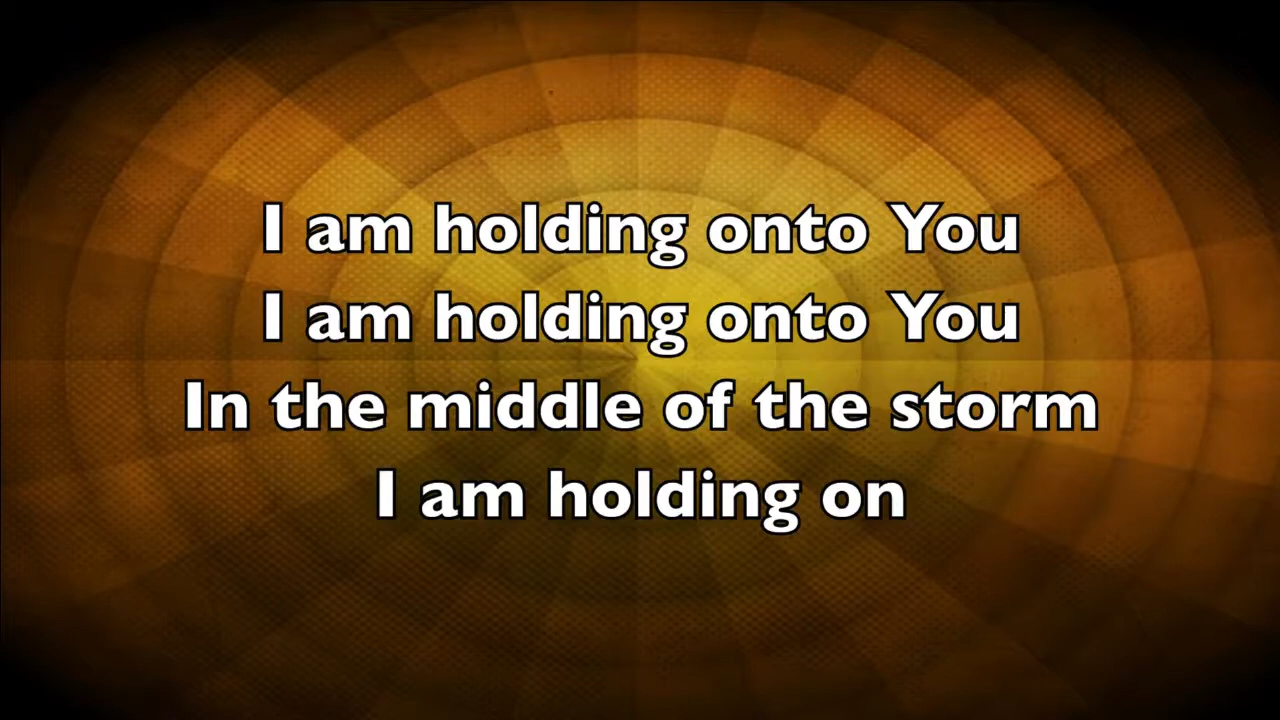 I am holding onto You
I am holding onto You
In the middle of the storm
I am holding on